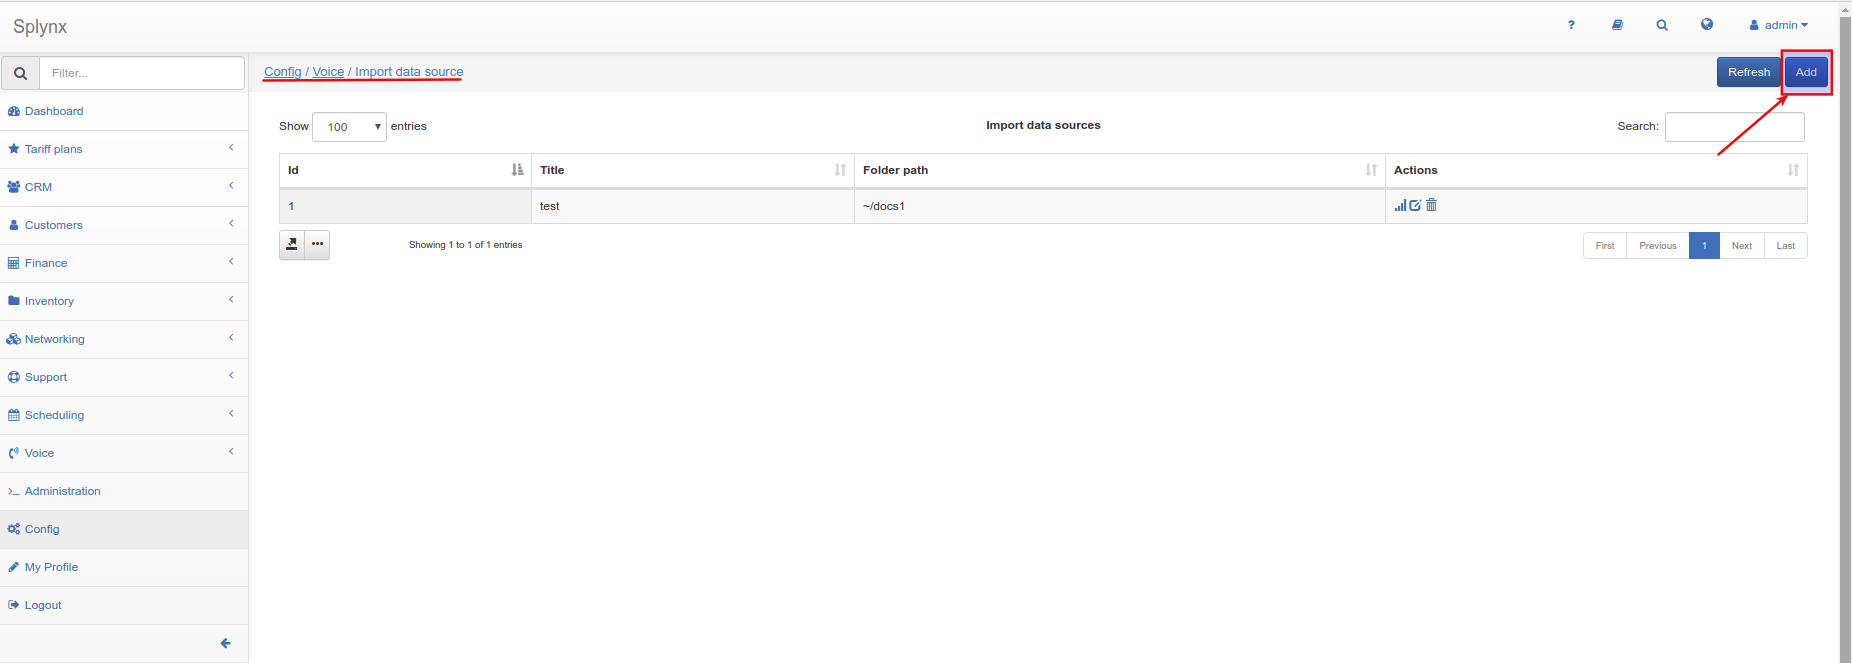 Splynx
? admin
Filter...
Config / Voice / Import data source
Refresh Add
Dashboard
Tariff plans
CRM
Customers
Finance
Inventory
Networking
Support
Scheduling
Voice
Administration
Config
My Profile
Logout
Show 100 entries
Import data sources
Search:
Id Title Folder path Actions
1 test ~/docs1
Showing 1 to 1 of 1 entries
First Previous 1 Next Last